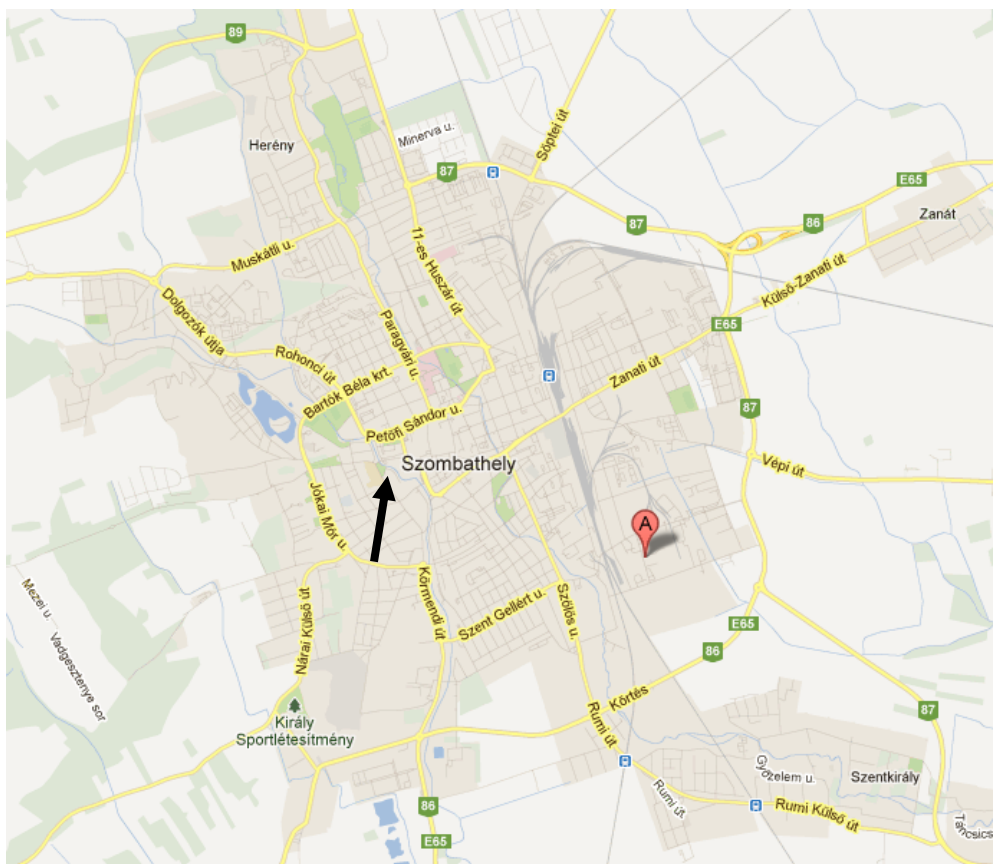 89
Minerva u.
Herény
Sőptei út
87
E65
Zanát
86
87
11-es Huszár út
Muskátli u.
Külső-Zanati út
Dolgozók útja
Paragvári u.
E65
Rohonci út
Zanati út
Bartók Béla krt.
87
Petőfi Sándor u.
Szombathely
Vépi út
Jókai Mór u.
A
Körmendi út
Szőlős u.
Mezei u.
Nárai Külső út
Szent Gellért u.
E65
Vadgesztenye sor
86
Körtés
87
Király
Sportlétesítmény
Rumi út
Győzelem u.
Szentkirály
Rumi út
86
Rumi Külső út
E65
Táncsics